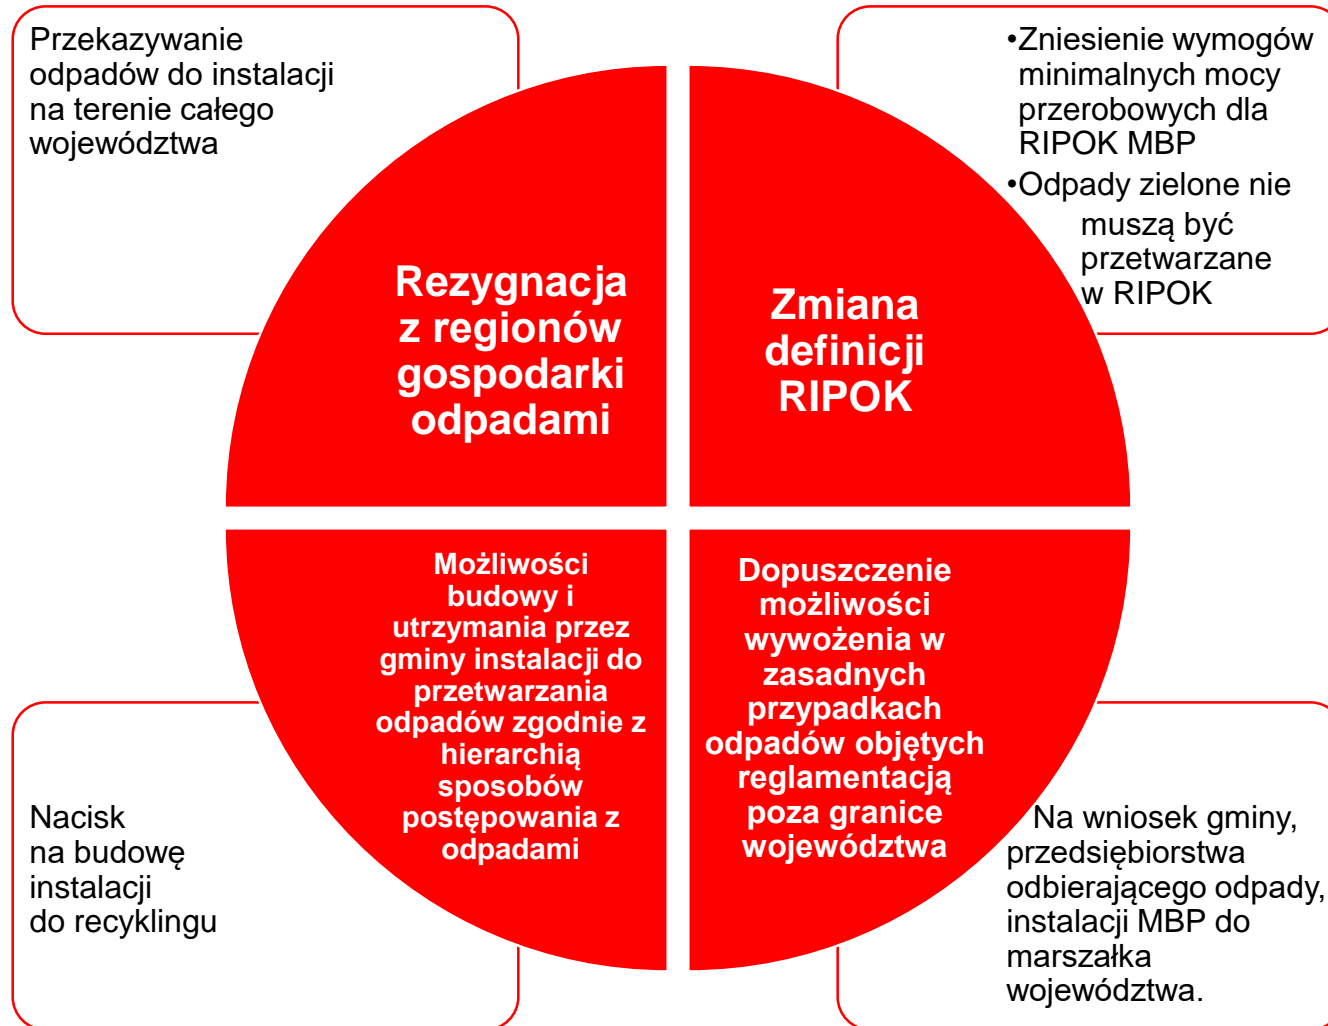 Przekazywanie
odpadów do instalacji
na terenie całego
województwa
•Zniesienie wymogów
minimalnych mocy
przerobowych dla
RIPOK MBP
•Odpady zielone nie
muszą być
przetwarzane
w RIPOK
Rezygnacja
z regionów
gospodarki
odpadami
Zmiana
definicji
RIPOK
Możliwości
budowy i
utrzymania przez
gminy instalacji do
przetwarzania
odpadów zgodnie z
hierarchią
sposobów
postępowania z
odpadami
Dopuszczenie
możliwości
wywożenia w
zasadnych
przypadkach
odpadów objętych
reglamentacją
poza granice
województwa
Nacisk
na budowę
instalacji
do recyklingu
Na wniosek gminy,
przedsiębiorstwa
odbierającego odpady,
instalacji MBP do
marszałka
województwa.